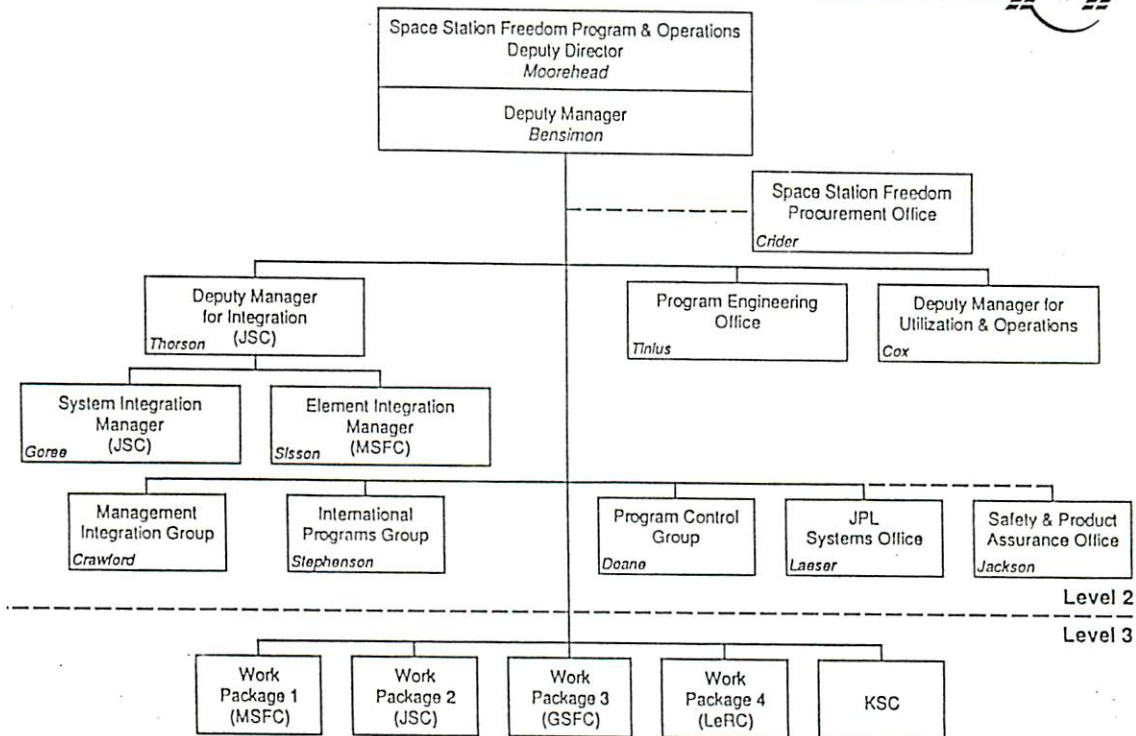 Space Station Freedom Program & Operations
Deputy Director
Moorehead
Deputy Manager
Bensimon
Space Station Freedom
Procurement Office
Crider
Deputy Manager
for Integration
(JSC)
Thorson
Program Engineering
Office
Tinius
Deputy Manager for
Utilization & Operations
Cox
System Integration
Manager
(JSC)
Goree
Element Integration
Manager
(MSFC)
Sisson
Management
Integration Group
Crawford
International
Programs Group
Stephenson
Program Control
Group
Doane
JPL
Systems Office
Laeser
Safety & Product
Assurance Office
Jackson
Level 2
Level 3
Work
Package 1
(MSFC)
Work
Package 2
(JSC)
Work
Package 3
(GSFC)
Work
Package 4
(LeRC)
KSC